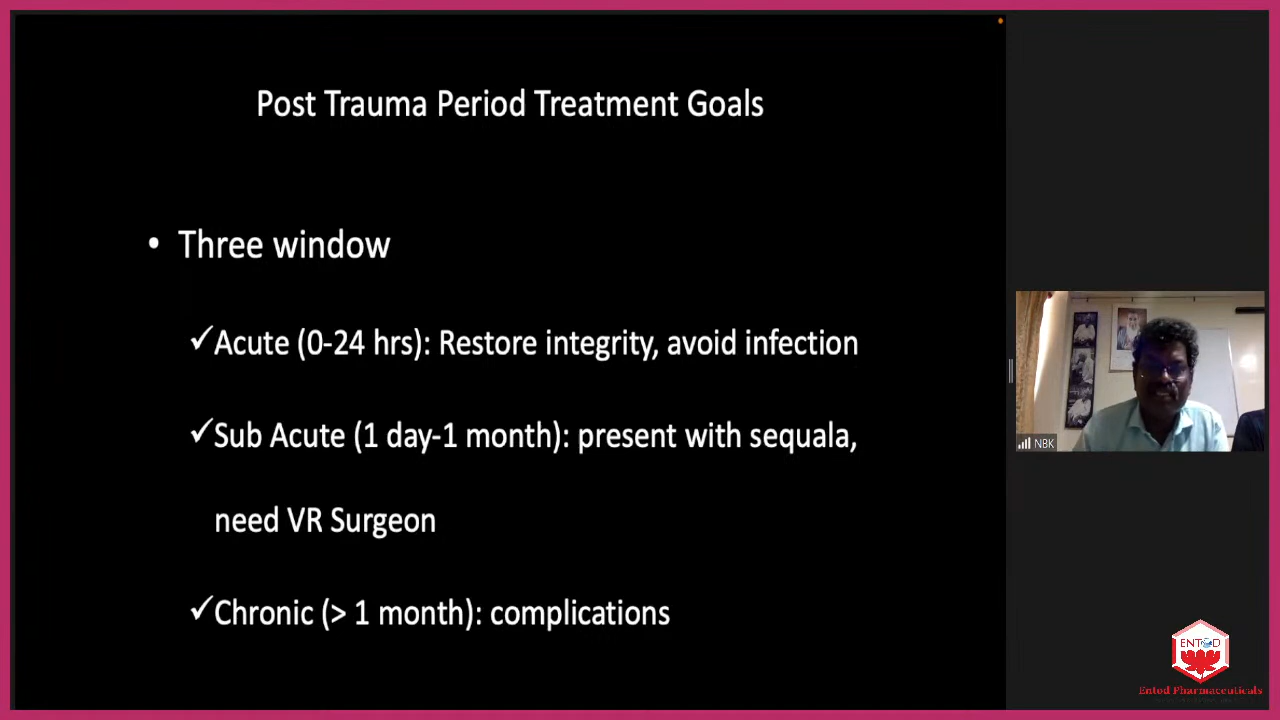 Post Trauma Period Treatment Goals
• Three window
✓Acute (0-24 hrs): Restore integrity, avoid infection
✓Sub Acute (1 day-1 month): present with sequala,
need VR Surgeon
✓Chronic (> 1 month): complications
NBK
ENTOD
Entod Pharmaceuticals